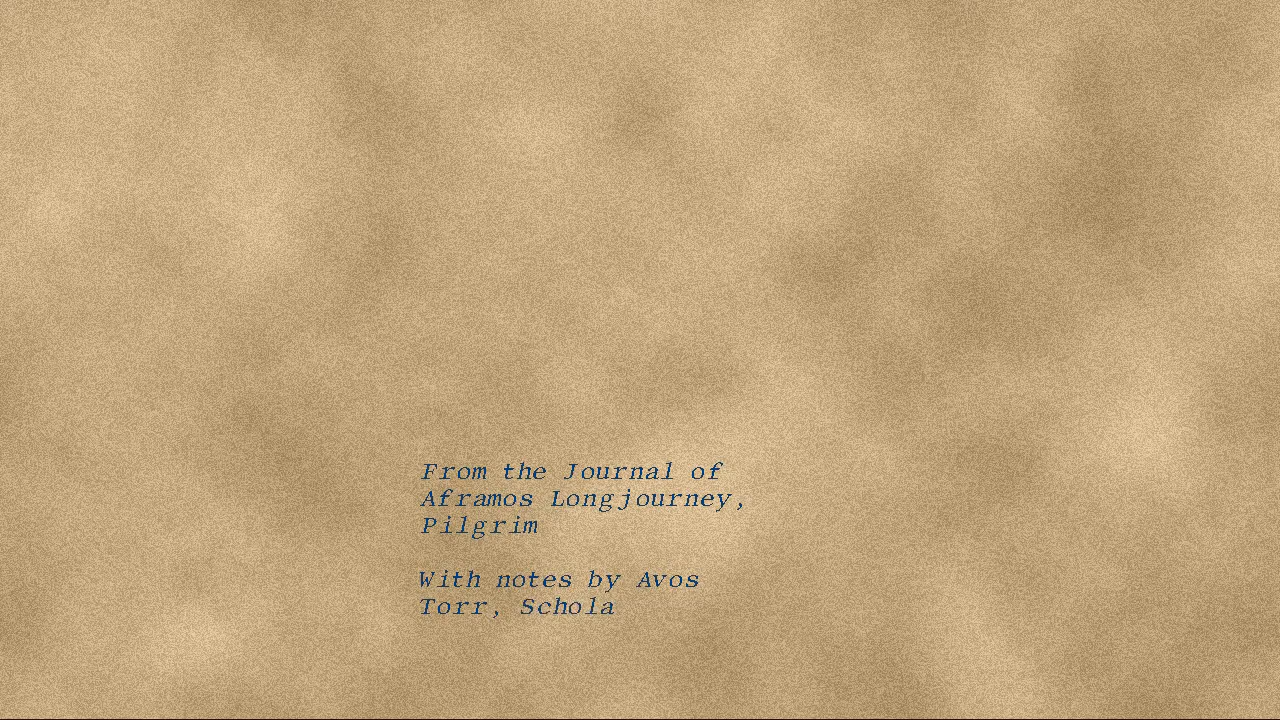 From the Journal of
Aframos Longjourney,
Pilgrim
With notes by Avos
Torr, Schola